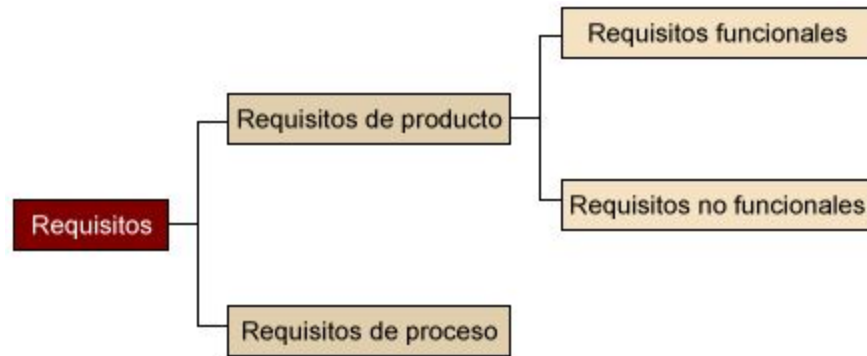 Requisitos funcionales
Requisitos de producto
Requisitos no funcionales
Requisitos
Requisitos de proceso